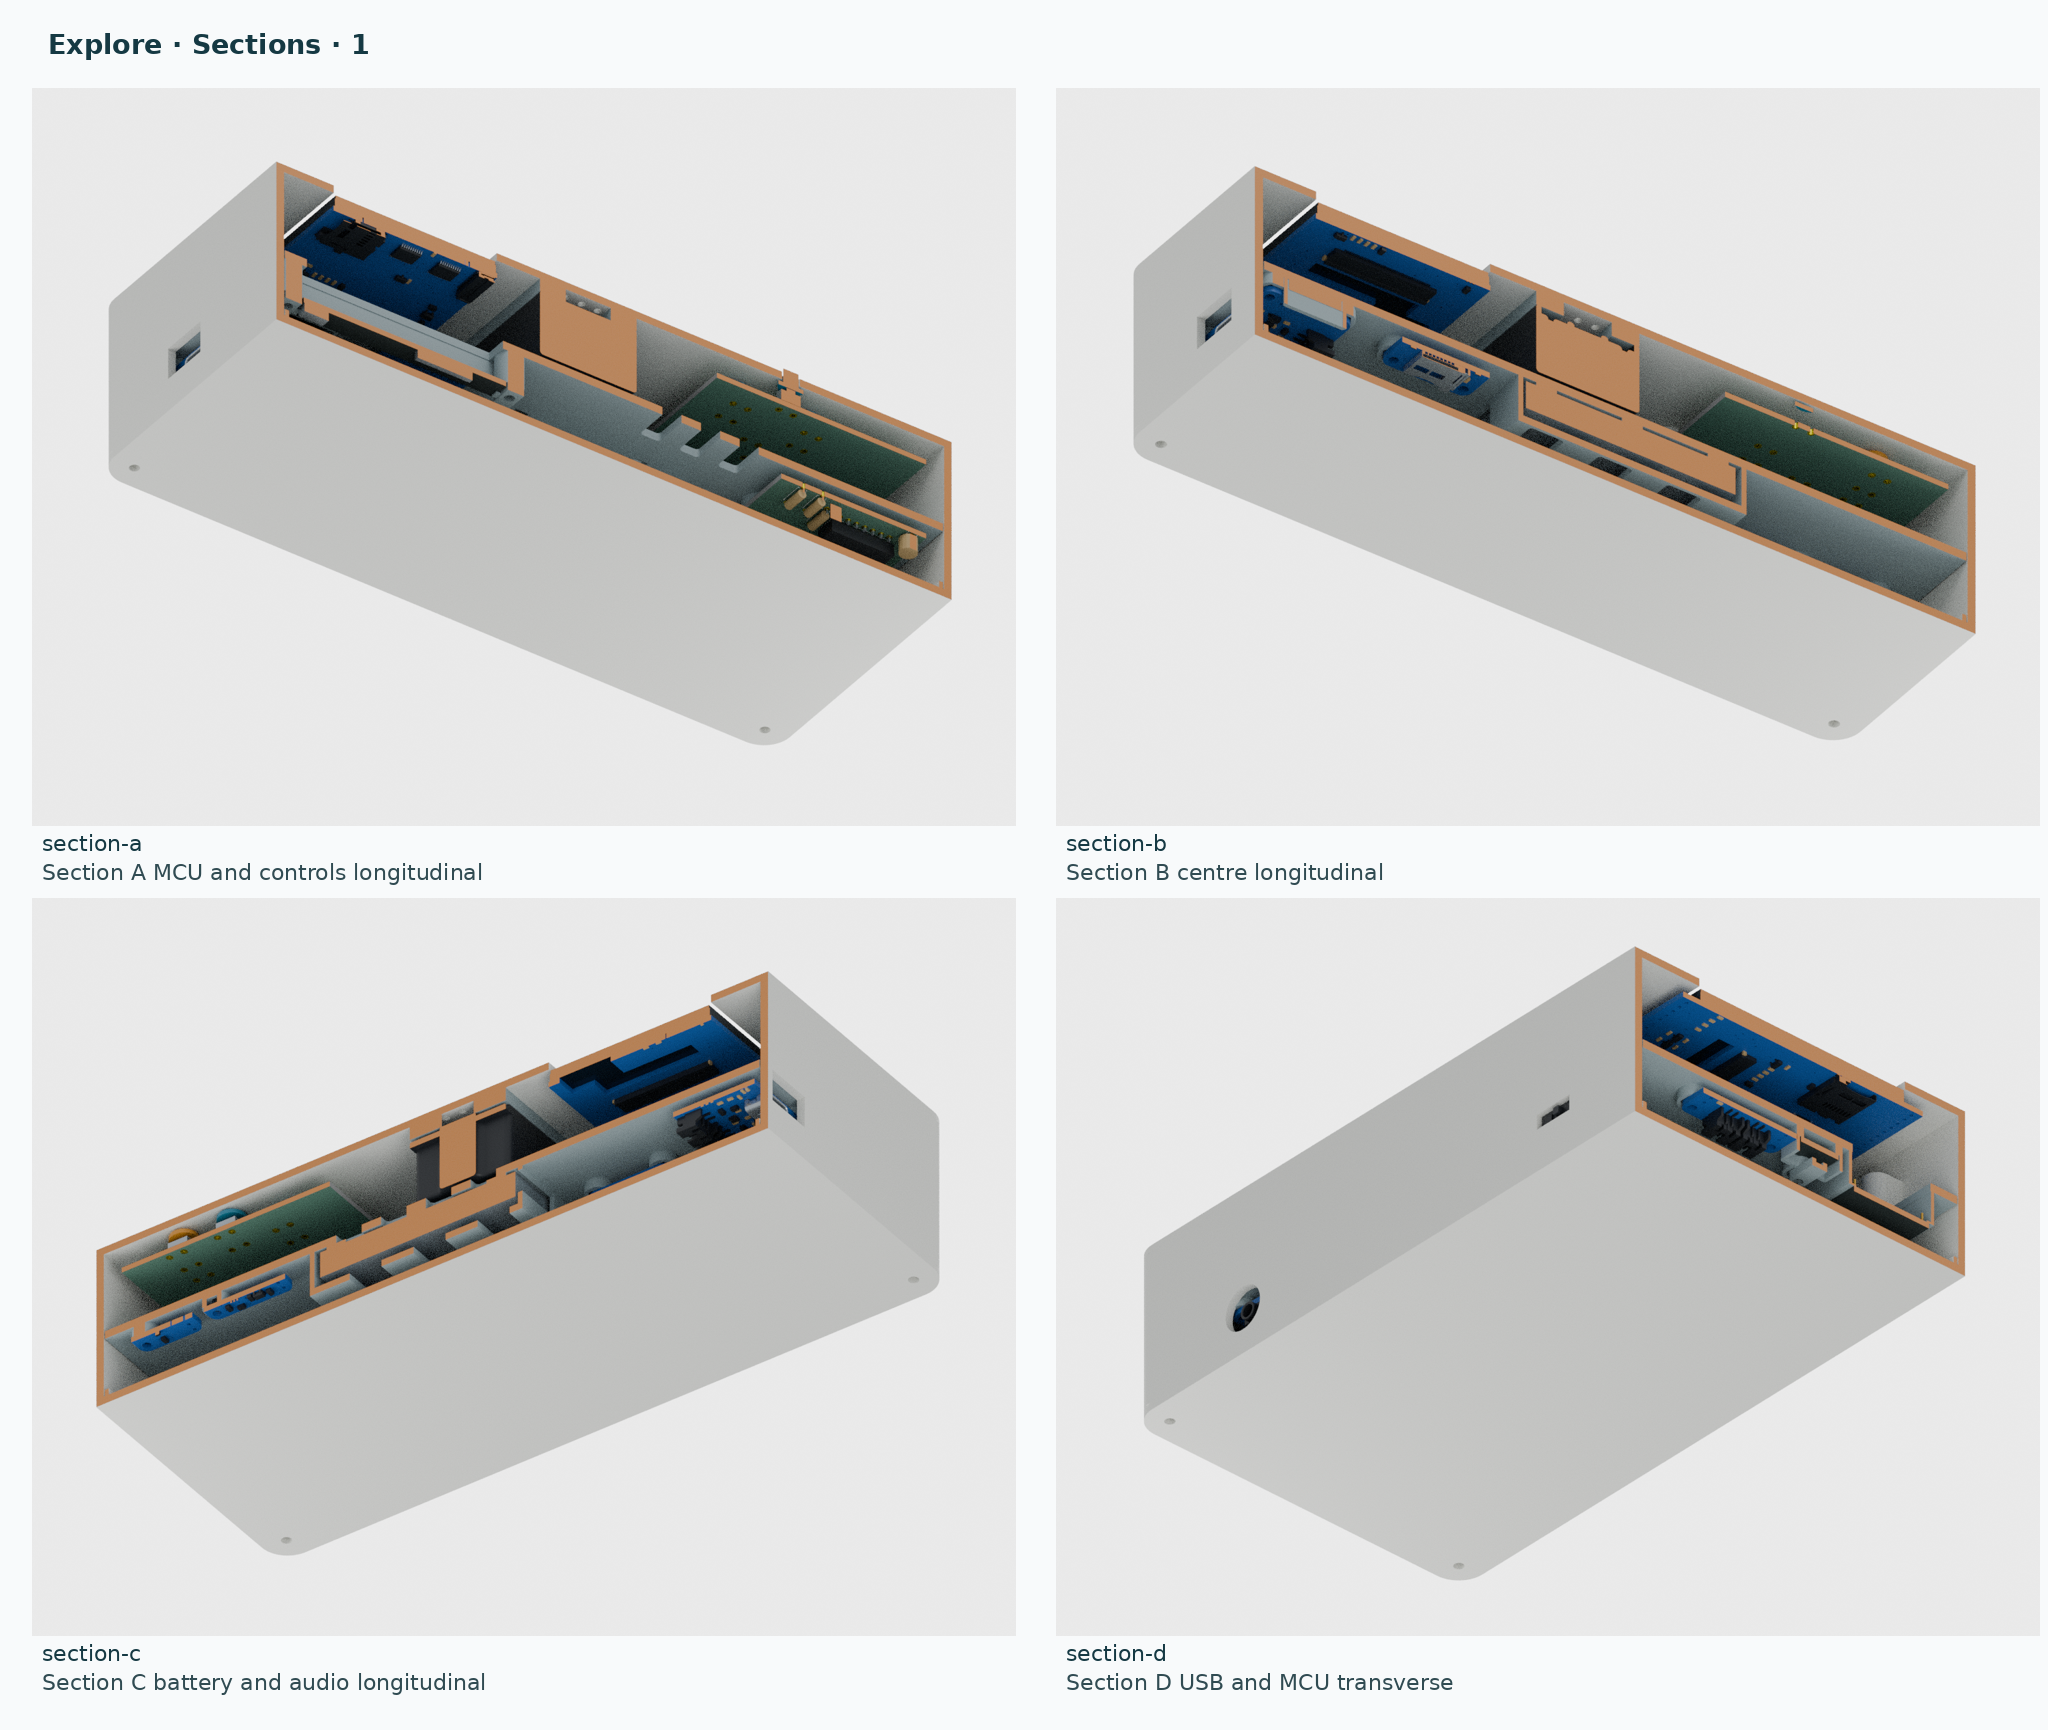 Explore · Sections · 1
section-a
Section A MCU and controls longitudinal
section-b
Section B centre longitudinal
section-c
Section C battery and audio longitudinal
section-d
Section D USB and MCU transverse